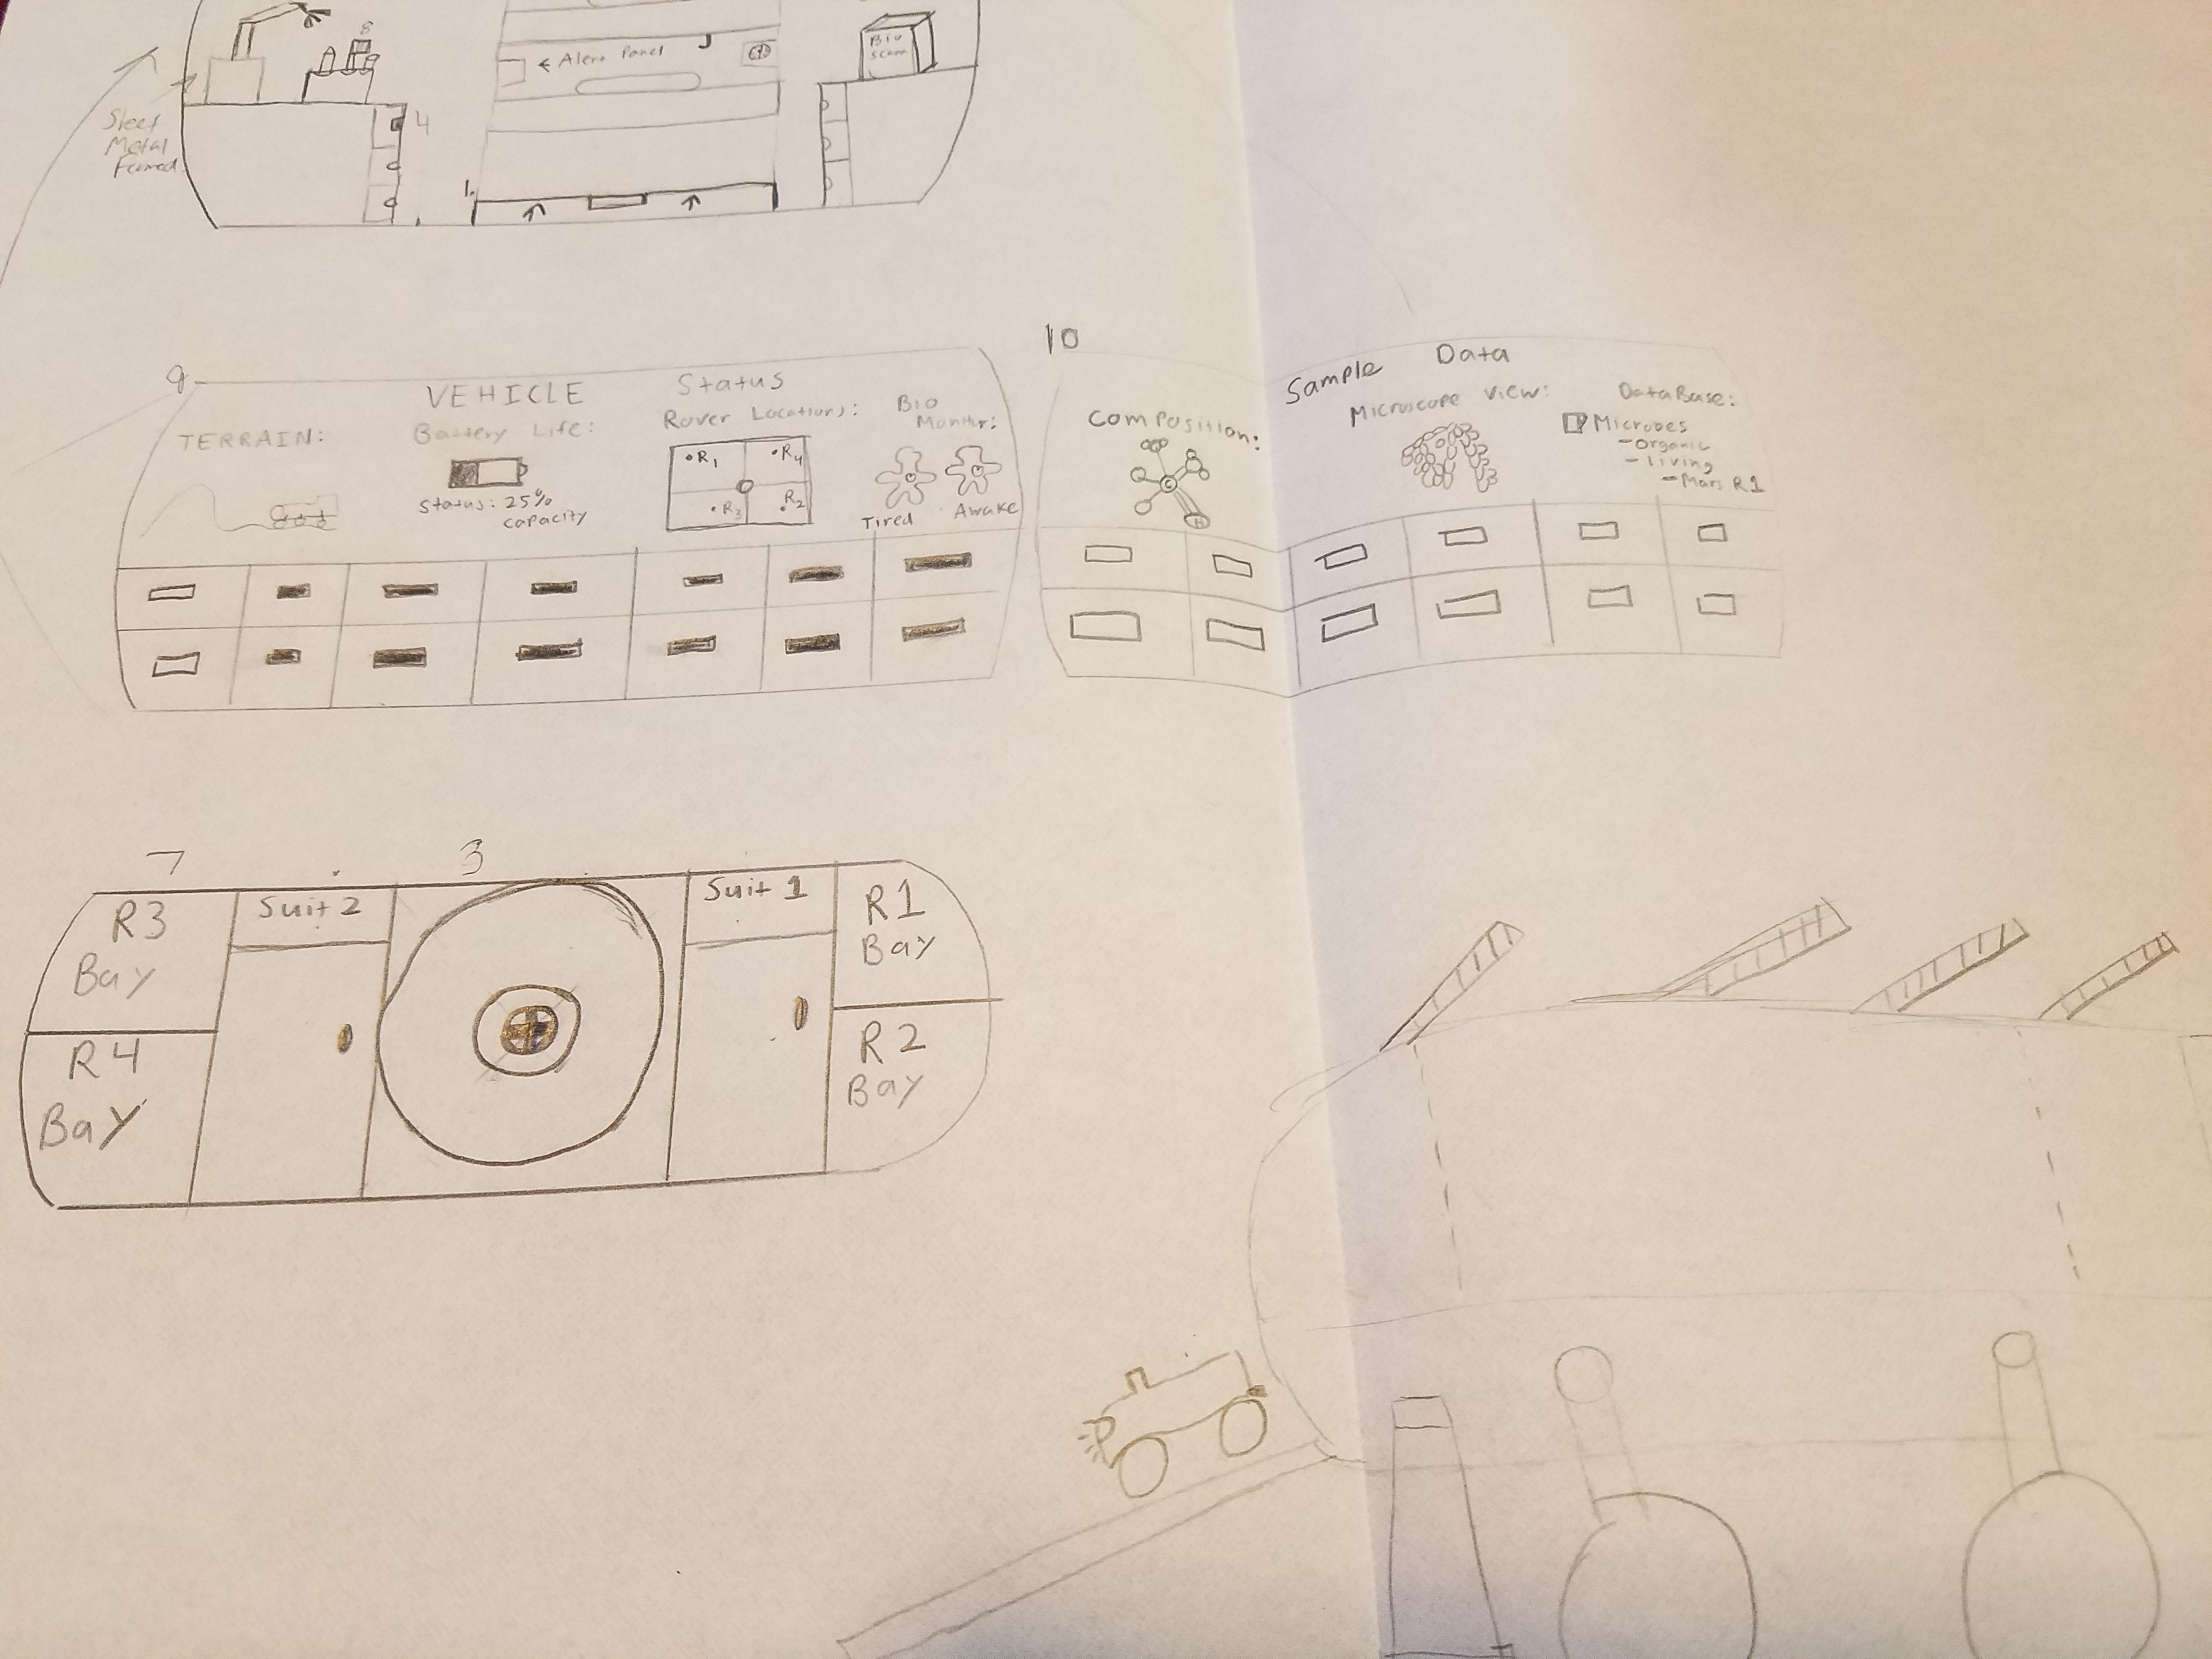 8
← Alert Panel
Bio
Scan
4
Metal
Formed
1.
9
VEHICLE Status
TERRAIN:
Battery Life:
Status: 25%
capacity
Rover Locations:
R1
R4
R3
R2
Bio
Monitor:
Tired
Awake
10
Sample Data
Composition:
C
H
Microscope View:
DataBase:
Microbes
-Organic
-living
-Mars R1
7
3
R3
Bay
Suit 2
Suit 1
R1
Bay
R4
Bay
R2
Bay